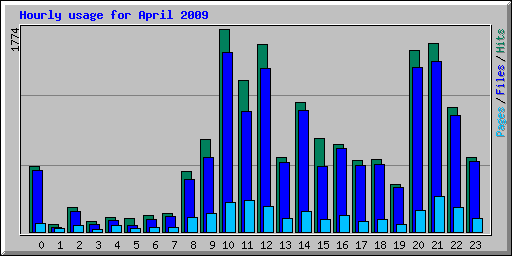 Hourly usage for April 2009
1774
Pages/Files/Hits
0 1 2 3 4 5 6 7 8 9 10 11 12 13 14 15 16 17 18 19 20 21 22 23